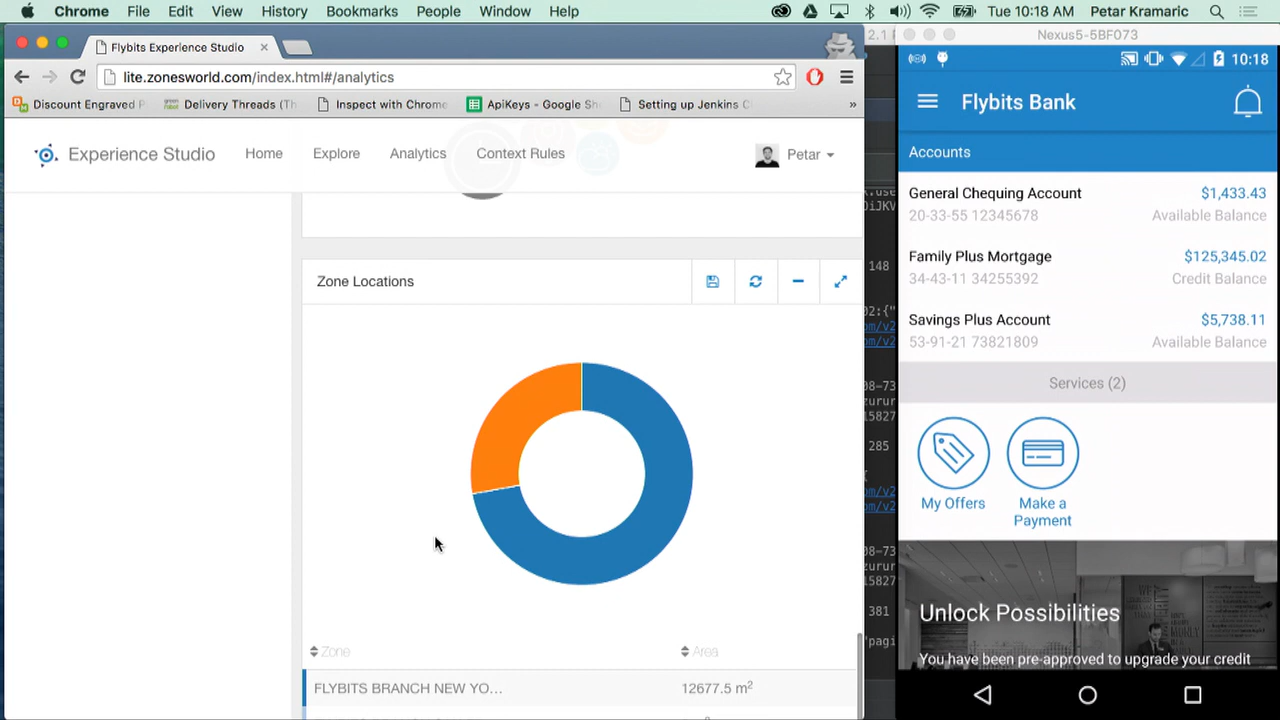 Chrome File Edit View History Bookmarks People Window Help
Tue 10:18 AM Petar Kramaric
Flybits Experience Studio
lite.zonesworld.com/index.html#/analytics
Discount Engraved P Delivery Threads (Th Inspect with Chrome ApiKeys - Google Sh Setting up Jenkins C »
Experience Studio Home Explore Analytics Context Rules Petar
Zone Locations
Zone Area
FLYBITS BRANCH NEW YO... 12677.5 m²
2.1
148
285
381
Nexus5-5BF073
10:18
Flybits Bank
Accounts
General Chequing Account $1,433.43
20-33-55 12345678 Available Balance
Family Plus Mortgage $125,345.02
34-43-11 34255392 Credit Balance
Savings Plus Account $5,738.11
53-91-21 73821809 Available Balance
Services (2)
My Offers
Make a
Payment
Unlock Possibilities
You have been pre-approved to upgrade your credit